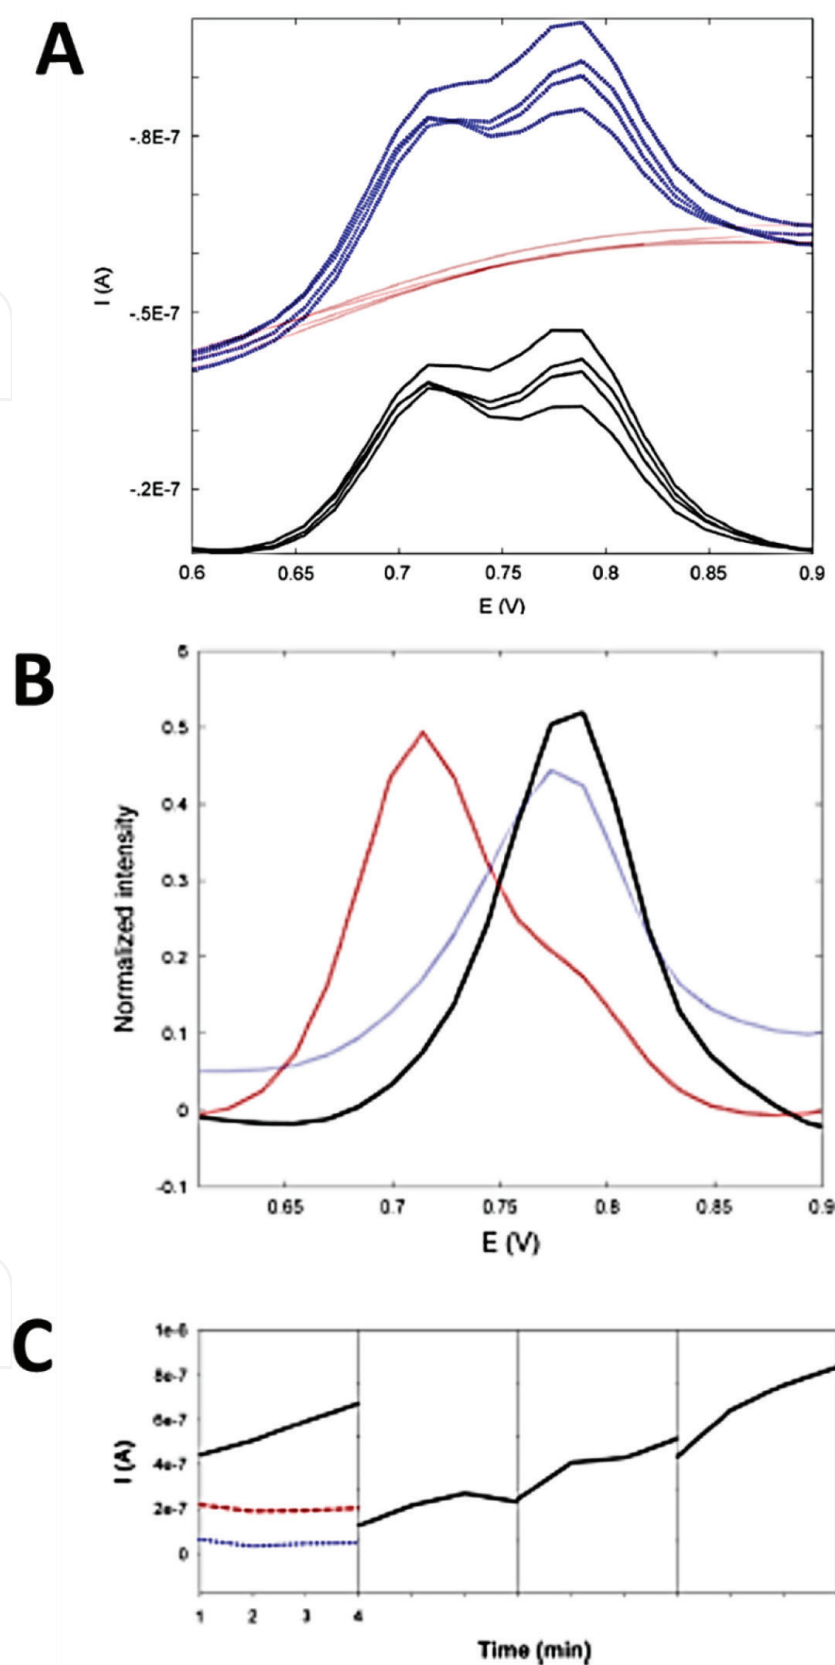 A
-.8E-7
I (A)
-.5E-7
-.2E-7
0.6 0.65 0.7 0.75 0.8 0.85 0.9
E (V)
B
6
0.5
0.4
0.3
0.2
0.1
0
-0.1
Normalized intensity
0.65 0.7 0.75 0.8 0.85 0.9
E (V)
C
1e-6
8e-7
6e-7
4e-7
2e-7
0
I (A)
1 2 3 4
Time (min)